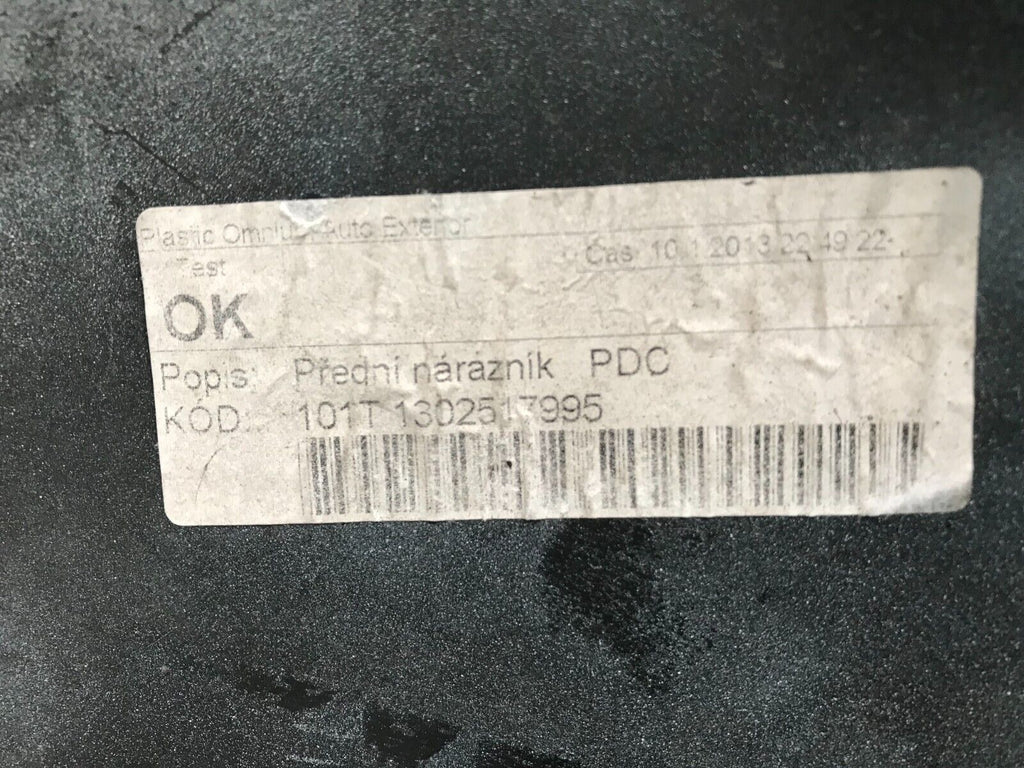 Plastic Omnium Auto Exterior
Čas 10.1.2013 22:49:22
Test
OK
Popis: Přední nárazník PDC
KÓD: 101T 1302517995